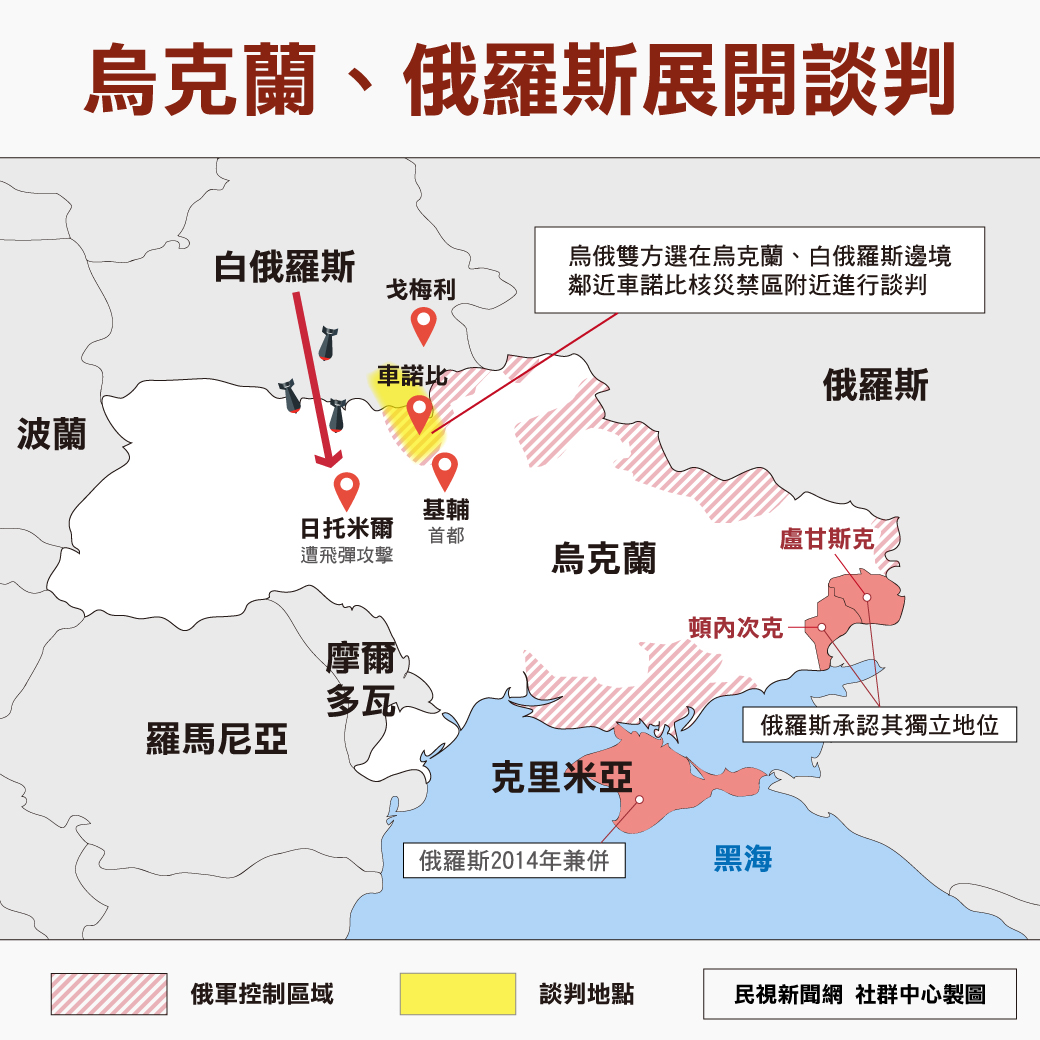 烏克蘭、俄羅斯展開談判
白俄羅斯
戈梅利
烏俄雙方選在烏克蘭、白俄羅斯邊境
鄰近車諾比核災禁區附近進行談判
車諾比
俄羅斯
波蘭
日托米爾
遭飛彈攻擊
基輔
首都
烏克蘭
盧甘斯克
頓內次克
摩爾
多瓦
羅馬尼亞
俄羅斯承認其獨立地位
克里米亞
俄羅斯2014年兼併
黑海
俄軍控制區域
談判地點
民視新聞網 社群中心製圖